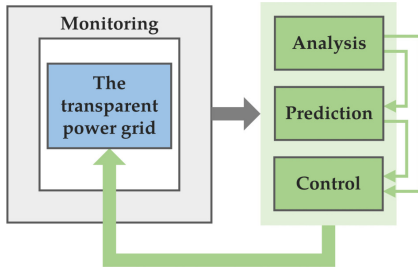 Monitoring
The
transparent
power grid
Analysis
Prediction
Control